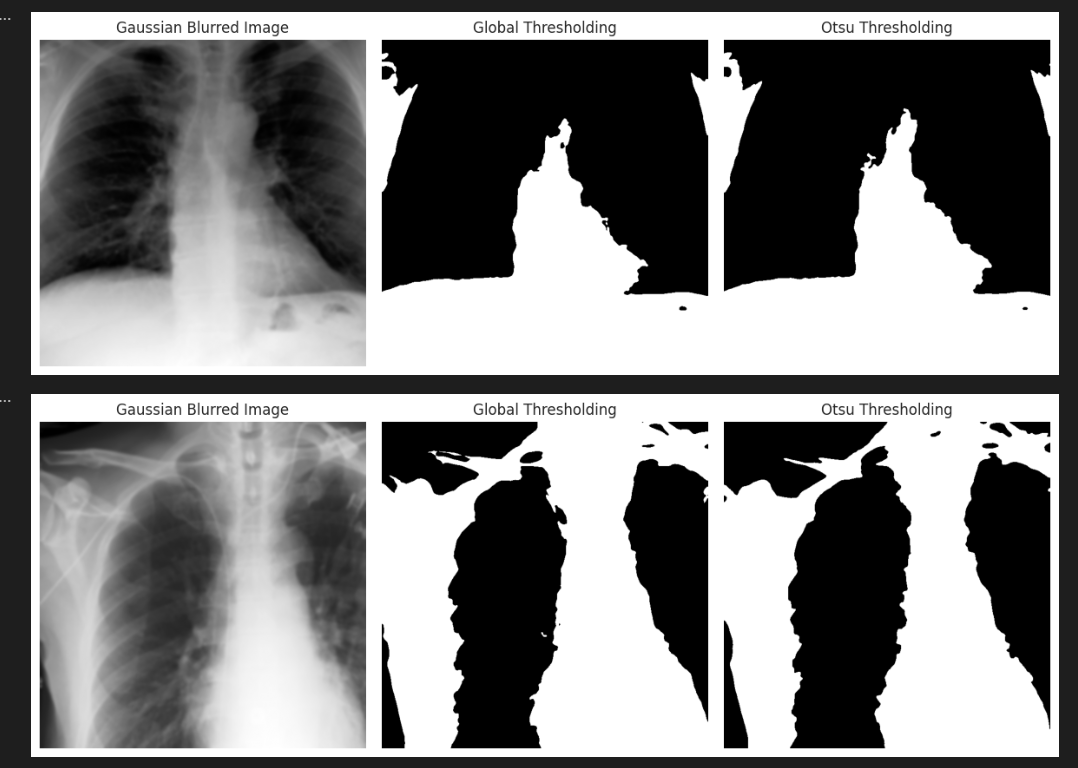 ...
Gaussian Blurred Image
Global Thresholding
Otsu Thresholding
...
Gaussian Blurred Image
Global Thresholding
Otsu Thresholding